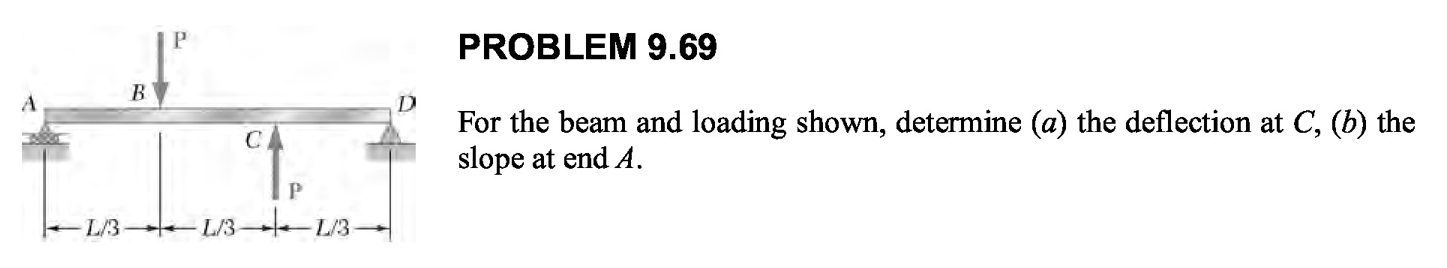 P
PROBLEM 9.69
A
B
D
For the beam and loading shown, determine (a) the deflection at C, (b) the
slope at end A.
C
P
L/3 L/3 L/3